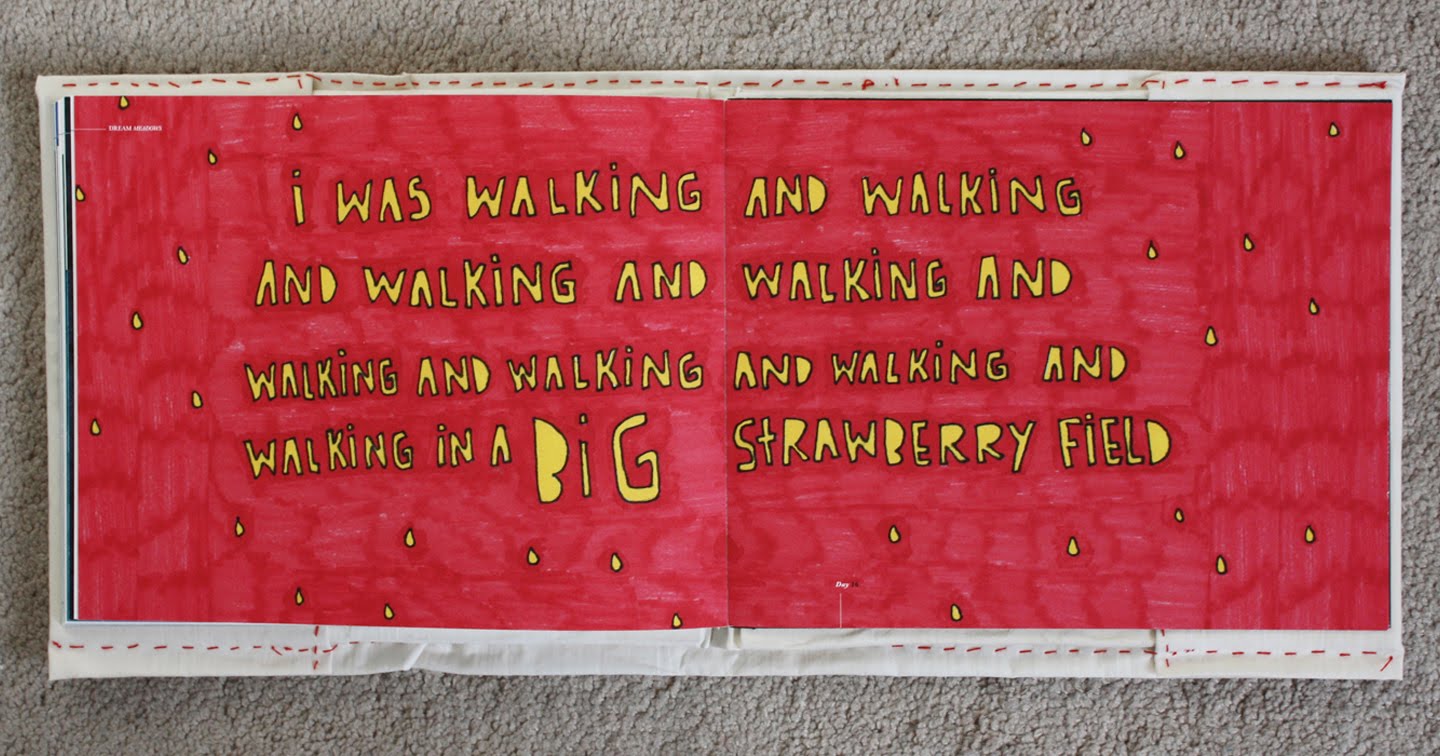 DREAM MEADOWS
i WAS WALKiNG AND WALKiNG
AND WALKiNG AND WALKiNG AND
WALKiNG AND WALKiNG AND WALKiNG AND
WALKiNG iN A BiG STRAWBERRY FiELD
Day